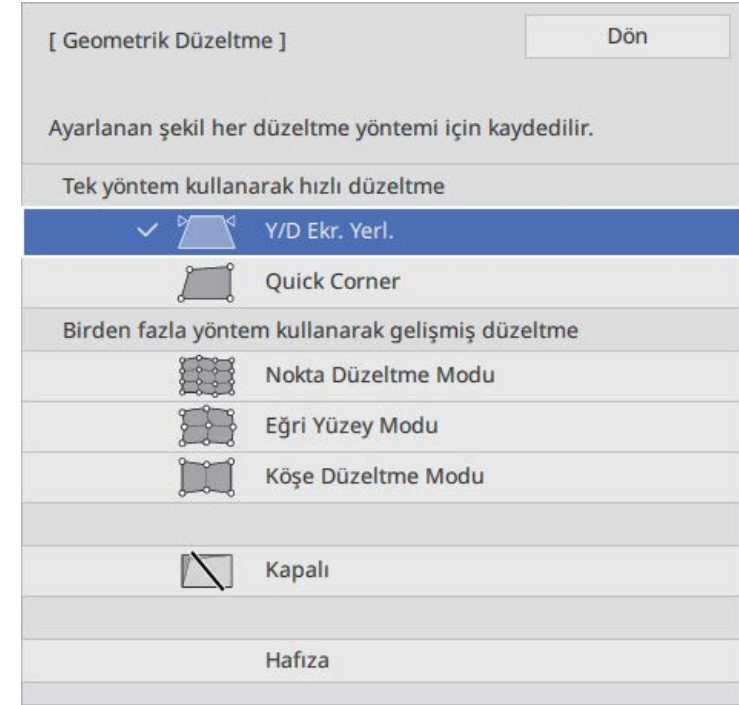 [ Geometrik Düzeltme ]
Dön
Ayarlanan şekil her düzeltme yöntemi için kaydedilir.
Tek yöntem kullanarak hızlı düzeltme
Y/D Ekr. Yerl.
Quick Corner
Birden fazla yöntem kullanarak gelişmiş düzeltme
Nokta Düzeltme Modu
Eğri Yüzey Modu
Köşe Düzeltme Modu
Kapalı
Hafıza